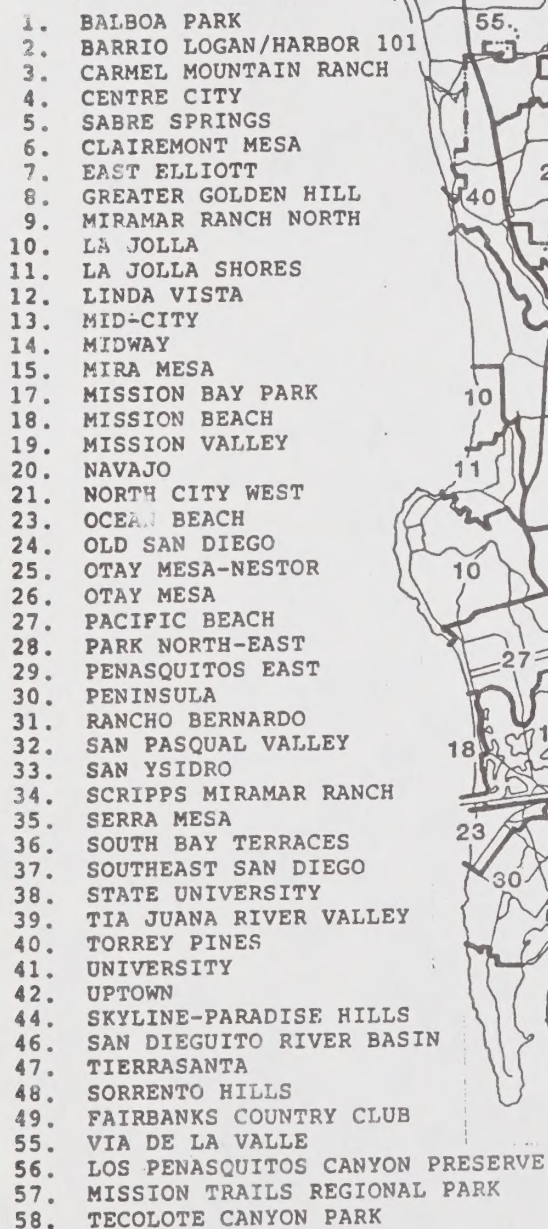 1. BALBOA PARK
2. BARRIO LOGAN/HARBOR 101
3. CARMEL MOUNTAIN RANCH
4. CENTRE CITY
5. SABRE SPRINGS
6. CLAIREMONT MESA
7. EAST ELLIOTT
8. GREATER GOLDEN HILL
9. MIRAMAR RANCH NORTH
10. LA JOLLA
11. LA JOLLA SHORES
12. LINDA VISTA
13. MID-CITY
14. MIDWAY
15. MIRA MESA
17. MISSION BAY PARK
18. MISSION BEACH
19. MISSION VALLEY
20. NAVAJO
21. NORTH CITY WEST
23. OCEAN BEACH
24. OLD SAN DIEGO
25. OTAY MESA-NESTOR
26. OTAY MESA
27. PACIFIC BEACH
28. PARK NORTH-EAST
29. PENASQUITOS EAST
30. PENINSULA
31. RANCHO BERNARDO
32. SAN PASQUAL VALLEY
33. SAN YSIDRO
34. SCRIPPS MIRAMAR RANCH
35. SERRA MESA
36. SOUTH BAY TERRACES
37. SOUTHEAST SAN DIEGO
38. STATE UNIVERSITY
39. TIA JUANA RIVER VALLEY
40. TORREY PINES
41. UNIVERSITY
42. UPTOWN
44. SKYLINE-PARADISE HILLS
46. SAN DIEGUITO RIVER BASIN
47. TIERRASANTA
48. SORRENTO HILLS
49. FAIRBANKS COUNTRY CLUB
55. VIA DE LA VALLE
56. LOS PENASQUITOS CANYON PRESERVE
57. MISSION TRAILS REGIONAL PARK
58. TECOLOTE CANYON PARK
55
40
10
11
10
27
18
23
30